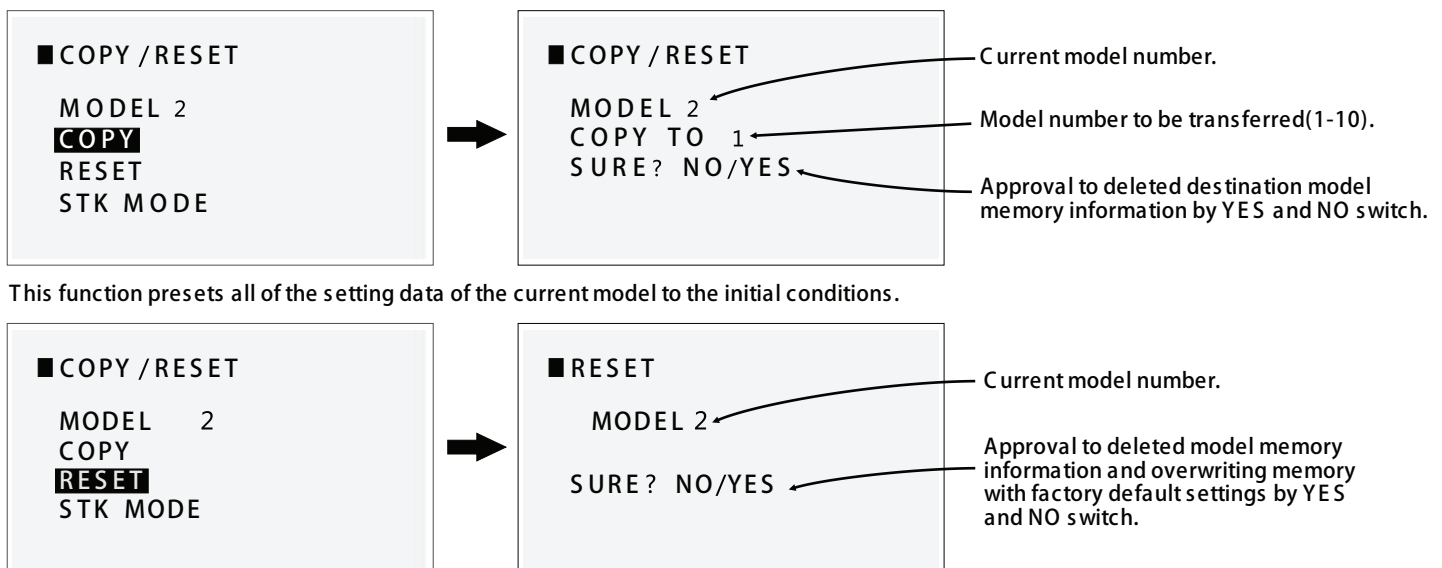 ■COPY/RESET
MODEL 2
COPY
RESET
STK MODE
■COPY/RESET
MODEL 2
COPY TO 1
SURE? NO/YES
Current model number.
Model number to be transferred(1-10).
Approval to deleted destination model
memory information by YES and NO switch.
This function presets all of the setting data of the current model to the initial conditions.
■COPY/RESET
MODEL 2
COPY
RESET
STK MODE
■RESET
MODEL 2
SURE? NO/YES
Current model number.
Approval to deleted model memory
information and overwriting memory
with factory default settings by YES
and NO switch.